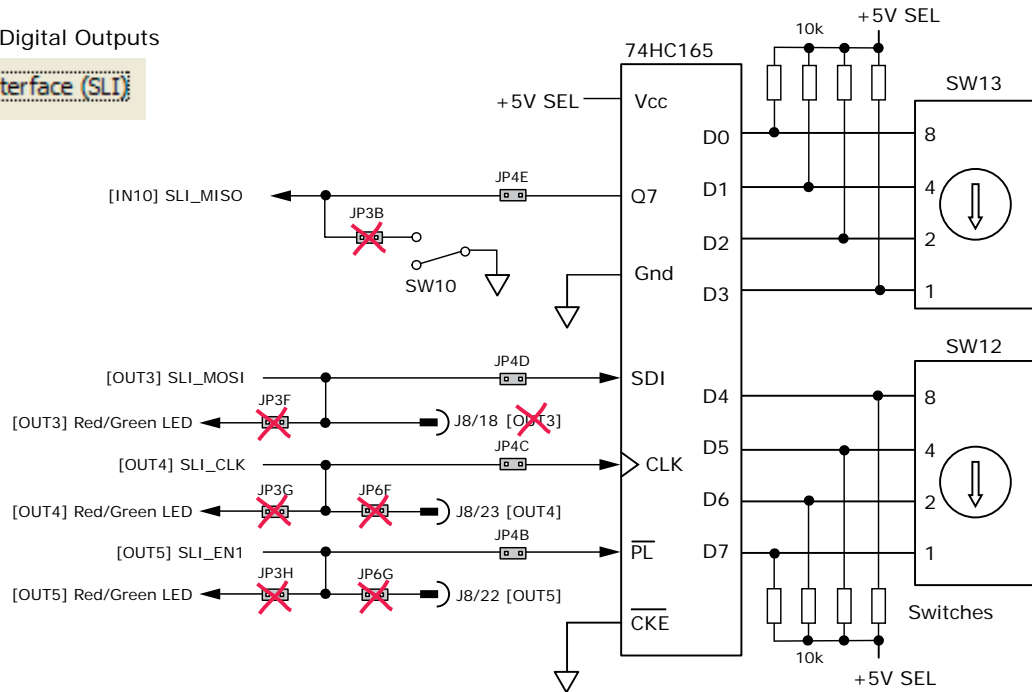 Digital Outputs
terface (SLI)
+5V SEL
10k
74HC165
SW13
+5V SEL
Vcc
D0
8
JP4E
[IN10] SLI_MISO
Q7
D1
4
JP3B
D2
2
SW10
Gnd
D3
1
SW12
JP4D
[OUT3] SLI_MOSI
SDI
D4
8
JP3F
[OUT3] Red/Green LED
J8/18 [OUT3]
JP4C
D5
4
[OUT4] SLI_CLK
CLK
JP3G
JP6F
D6
2
[OUT4] Red/Green LED
J8/23 [OUT4]
JP4B
[OUT5] SLI_EN1
PL
D7
1
JP3H
JP6G
[OUT5] Red/Green LED
J8/22 [OUT5]
Switches
CKE
10k
+5V SEL